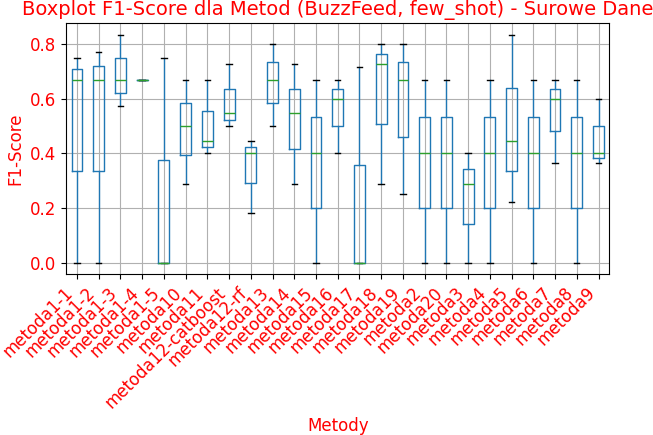 Boxplot F1-Score dla Metod (BuzzFeed, few_shot) - Surowe Dane
F1-Score
0.8
0.6
0.4
0.2
0.0
metoda1-1
metoda1-2
metoda1-3
metoda1-4
metoda1-5
metoda10
metoda11
metoda12-catboost
metoda12-rf
metoda13
metoda14
metoda15
metoda16
metoda17
metoda18
metoda19
metoda2
metoda20
metoda3
metoda4
metoda5
metoda6
metoda7
metoda8
metoda9
Metody